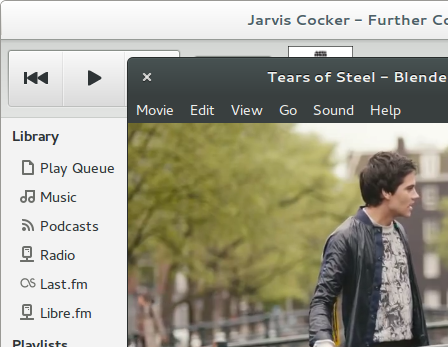 Jarvis Cocker – Further Co
Tears of Steel – Blende
Movie Edit View Go Sound Help
Library
Play Queue
Music
Podcasts
Radio
Last.fm
Libre.fm
Playlists